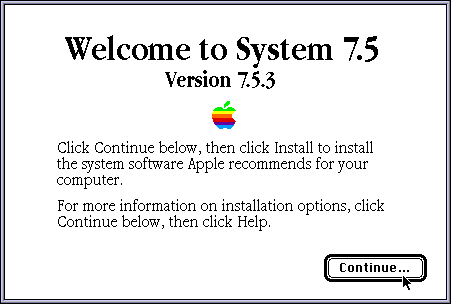 Welcome to System 7.5
Version 7.5.3
Click Continue below, then click Install to install
the system software Apple recommends for your
computer.
For more information on installation options, click
Continue below, then click Help.
Continue...